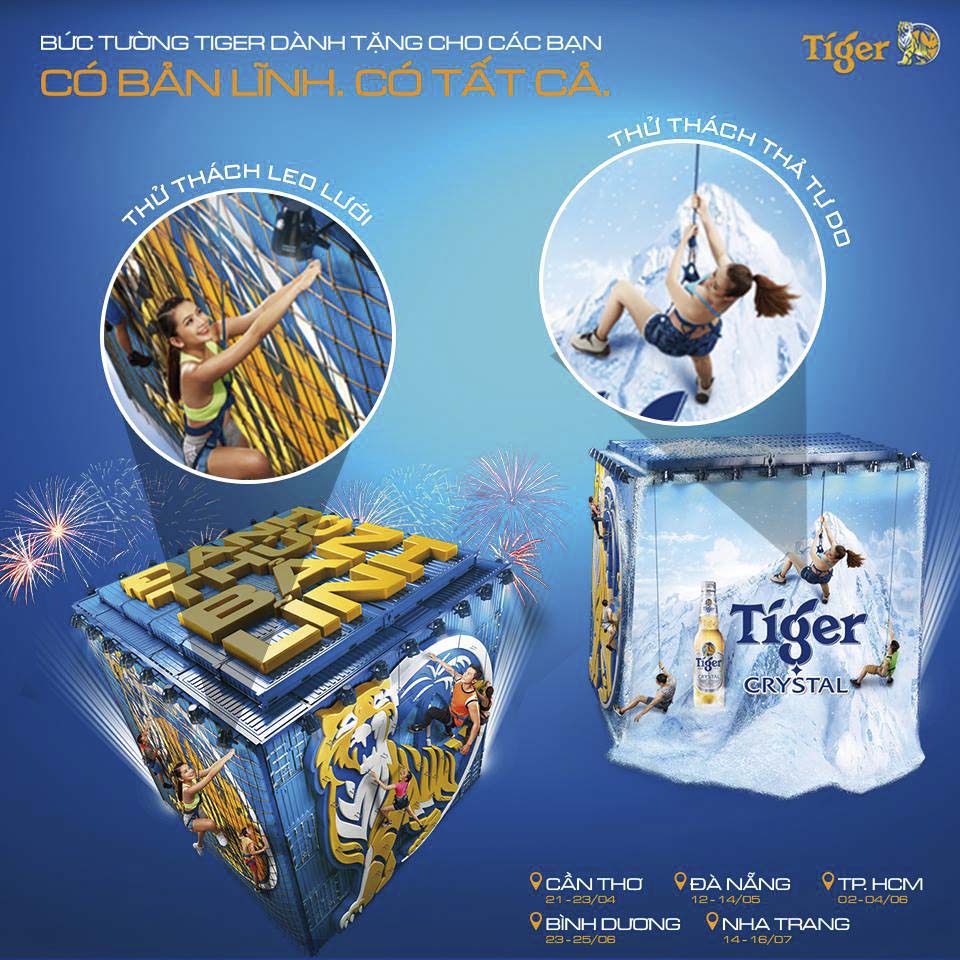 BỨC TƯỜNG TIGER DÀNH TẶNG CHO CÁC BẠN
CÓ BẢN LĨNH. CÓ TẤT CẢ.
Tiger
THỬ THÁCH LEO LƯỚI
THỬ THÁCH THẢ TỰ DO
ĐÁNH
THỨC
BẢN
LĨNH
Tiger
CRYSTAL
Tiger
CRYSTAL
CẦN THƠ
21-23/04
ĐÀ NẴNG
12-14/05
TP. HCM
02-04/06
BÌNH DƯƠNG
23-25/06
NHA TRANG
14-16/07